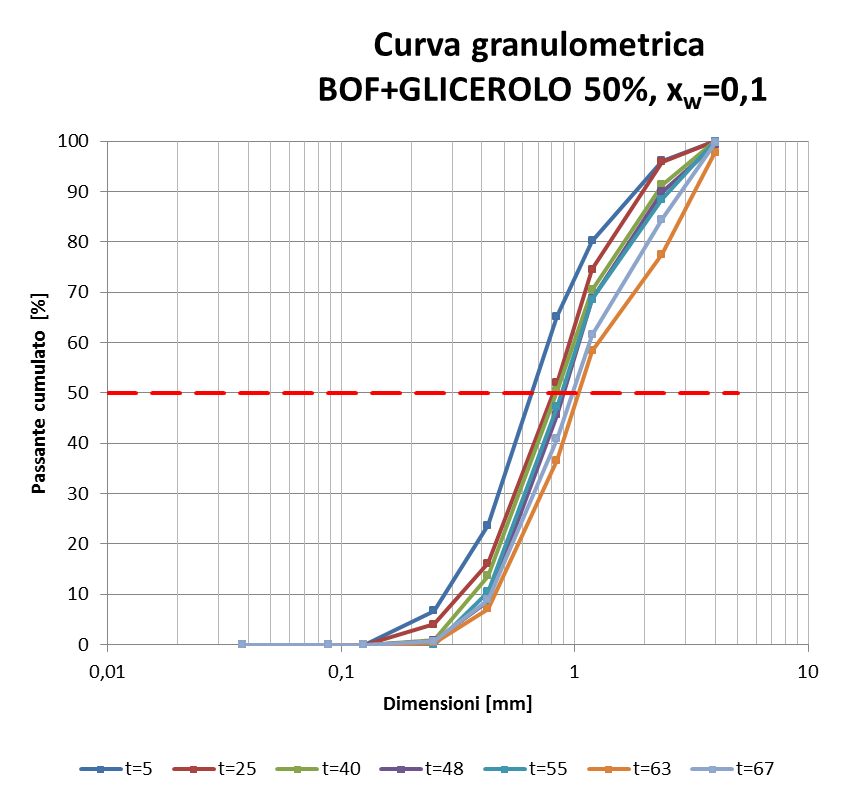 Curva granulometrica
BOF+GLICEROLO 50%, xw=0,1
100
90
80
70
60
50
40
30
20
10
0
Passante cumulato [%]
0,01 0,1 1 10
Dimensioni [mm]
t=5 t=25 t=40 t=48 t=55 t=63 t=67